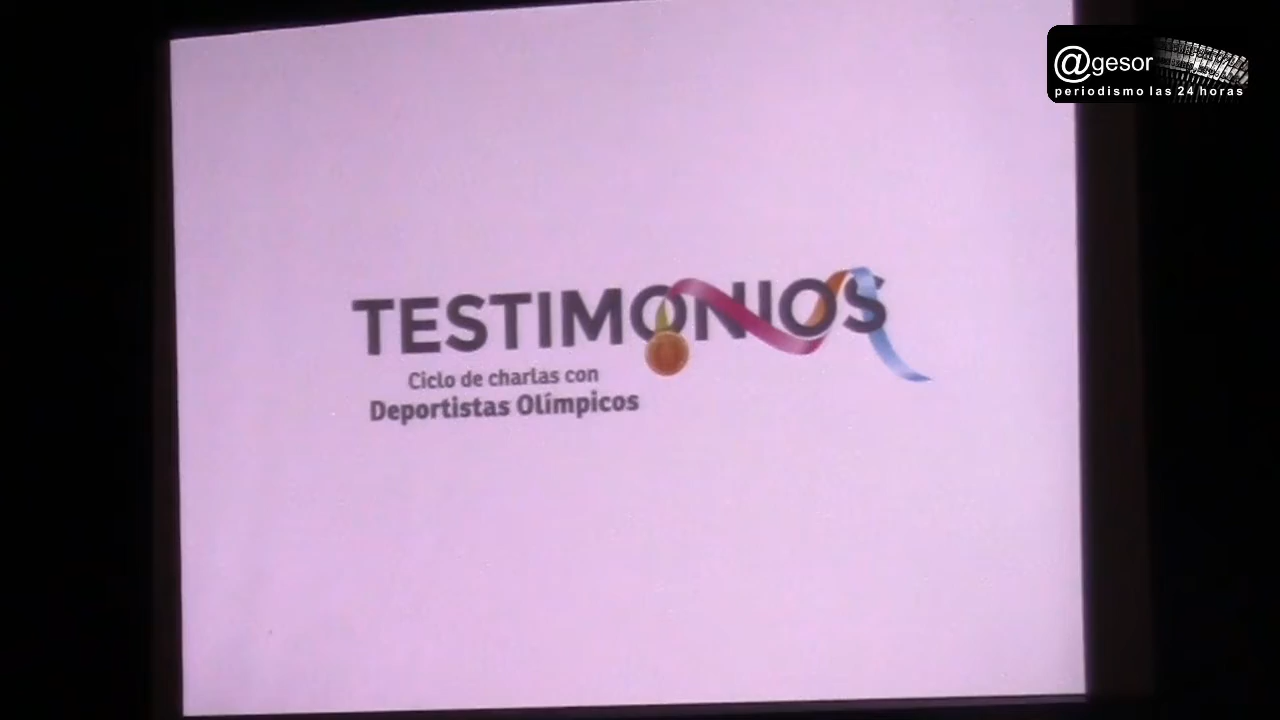 @gesor
periodismo las 24 horas
TESTIMONIOS
Ciclo de charlas con
Deportistas Olímpicos